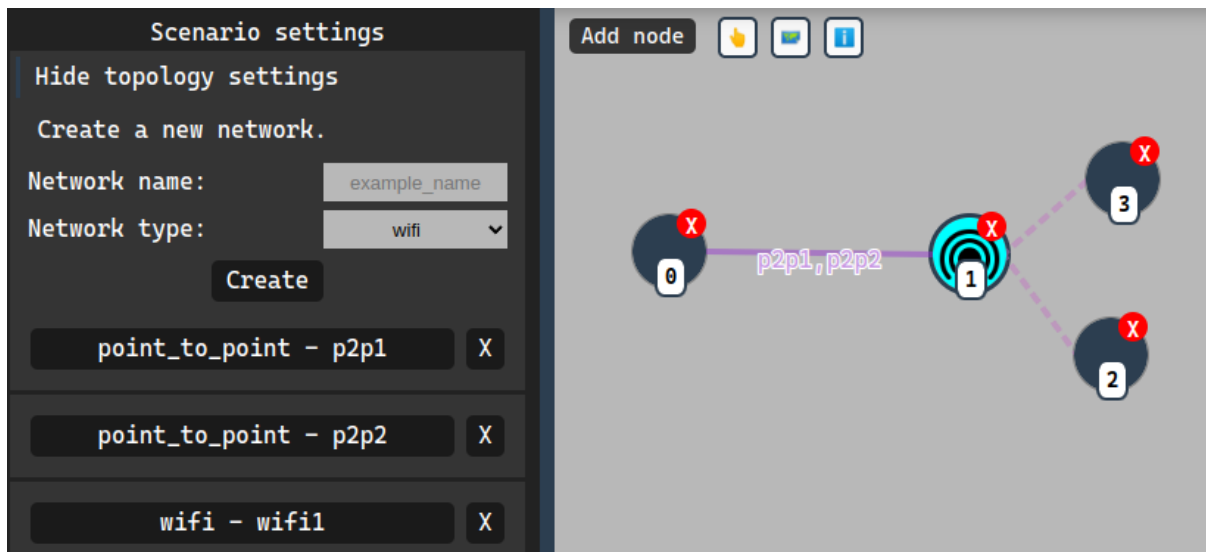 Scenario settings
Hide topology settings
Create a new network.
Network name: example_name
Network type: wifi
Create
point_to_point - p2p1 X
point_to_point - p2p2 X
wifi - wifi1 X
Add node
X
3
X
0
p2p1,p2p2
X
1
X
2